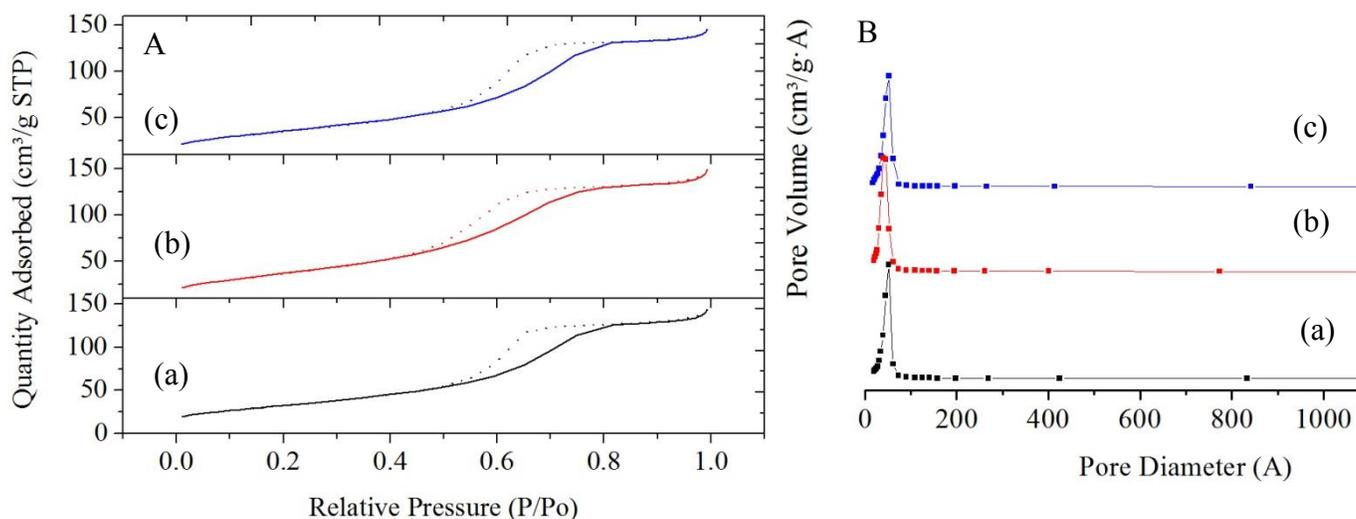 A
(c)
(b)
(a)
150
100
50
150
100
50
150
100
50
0
Quantity Adsorbed (cm³/g STP)
0.0 0.2 0.4 0.6 0.8 1.0
Relative Pressure (P/Po)
B
(c)
(b)
(a)
Pore Volume (cm³/g·A)
0 200 400 600 800 1000
Pore Diameter (A)